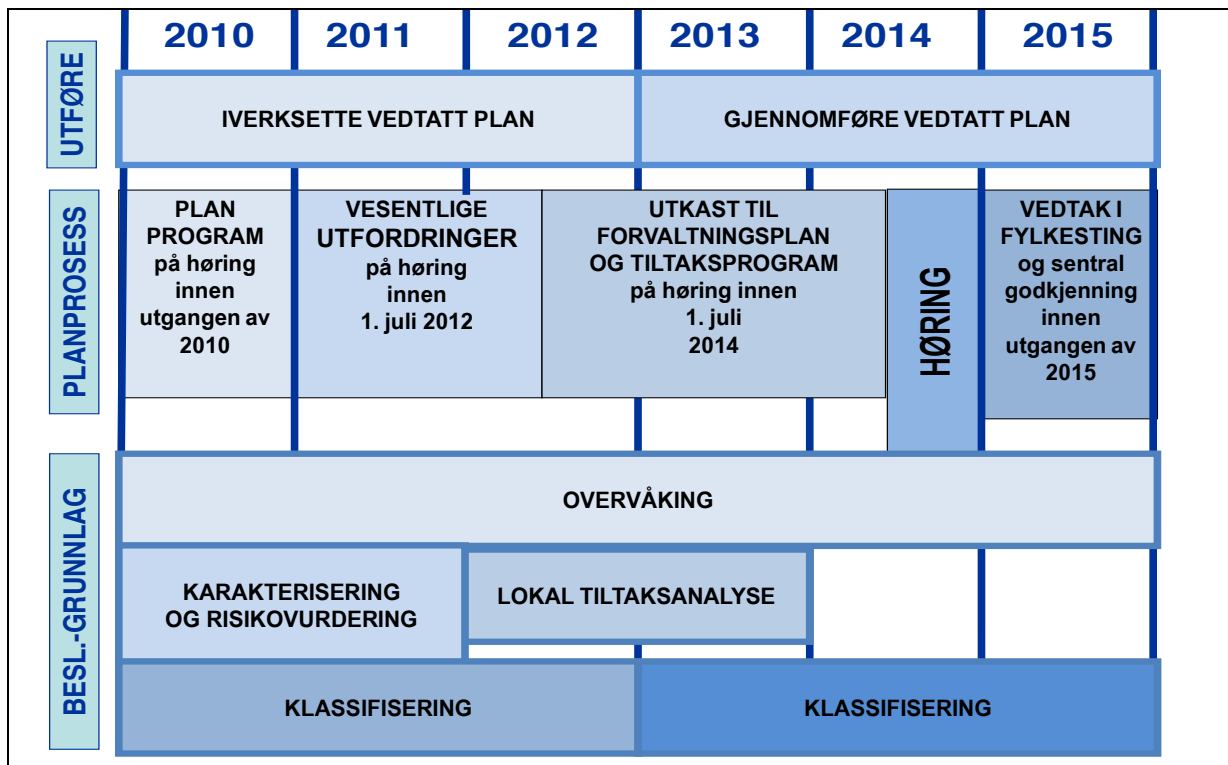 2010 2011 2012 2013 2014 2015
UTFØRE
IVERKSETTE VEDTATT PLAN
GJENNOMFØRE VEDTATT PLAN
PLANPROSESS
PLAN
PROGRAM
på høring
innen
utgangen av
2010
VESENTLIGE
UTFORDRINGER
på høring
innen
1. juli 2012
UTKAST TIL
FORVALTNINGSPLAN
OG TILTAKSPROGRAM
på høring innen
1. juli
2014
HØRING
VEDTAK I
FYLKESTING
og sentral
godkjenning
innen
utgangen av
2015
BESL.-GRUNNLAG
OVERVÅKING
KARAKTERISERING
OG RISIKOVURDERING
LOKAL TILTAKSANALYSE
KLASSIFISERING
KLASSIFISERING